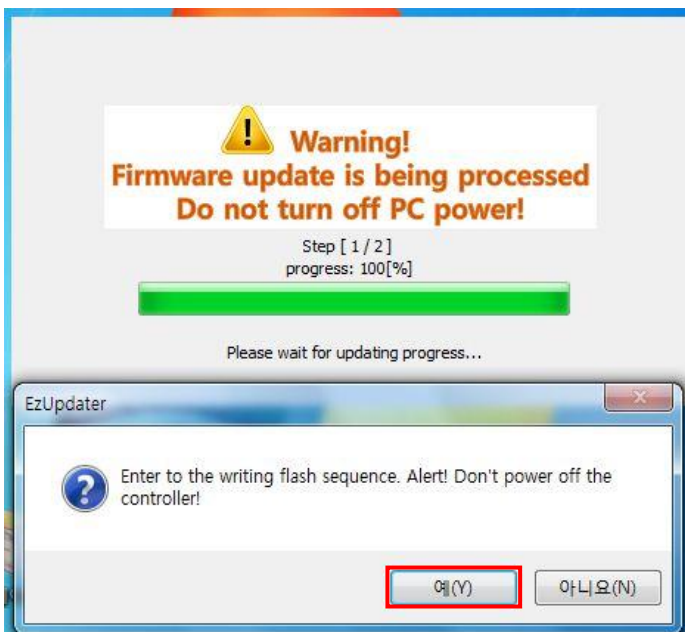 Warning!
Firmware update is being processed
Do not turn off PC power!
Step [ 1 / 2 ]
progress: 100[%]
Please wait for updating progress...
EzUpdater
Enter to the writing flash sequence. Alert! Don't power off the
controller!
예(Y)
아니요(N)